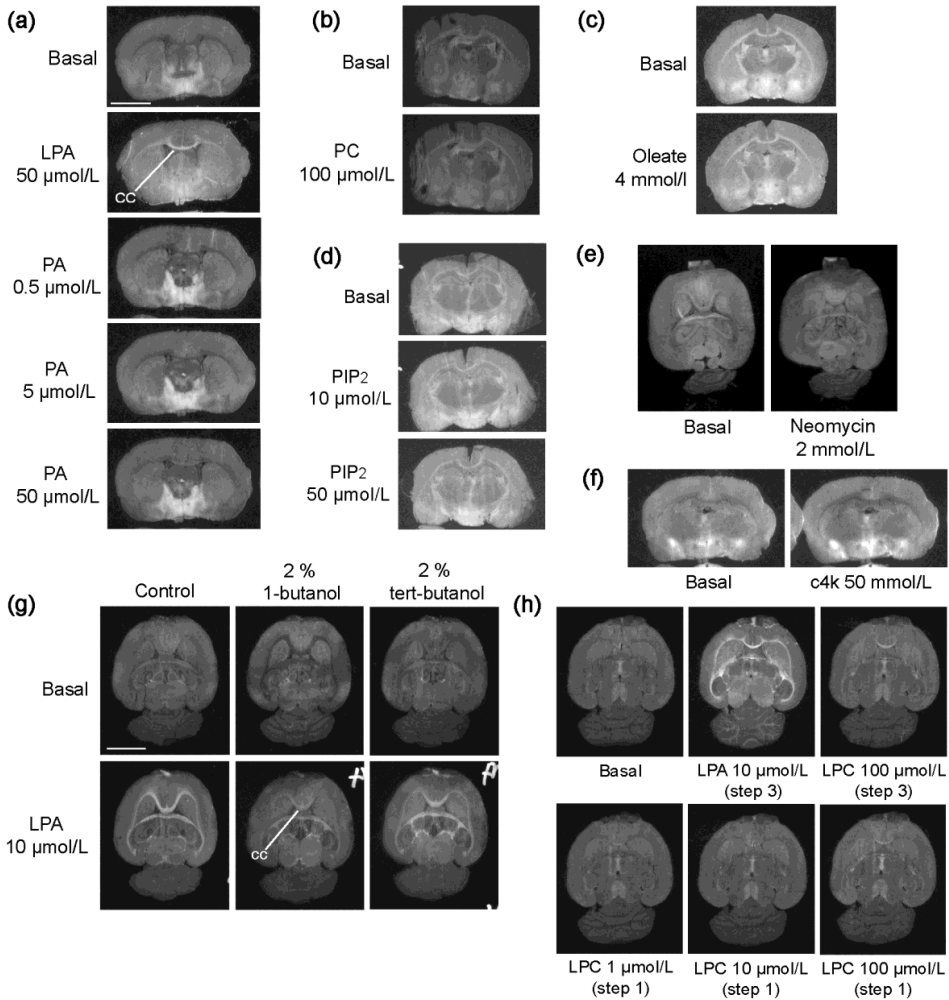 (a)
Basal
LPA
50 µmol/L
cc
PA
0.5 µmol/L
PA
5 µmol/L
PA
50 µmol/L
(b)
Basal
PC
100 µmol/L
(c)
Basal
Oleate
4 mmol/l
(d)
Basal
PIP2
10 µmol/L
PIP2
50 µmol/L
(e)
Basal
Neomycin
2 mmol/L
(f)
Basal
c4k 50 mmol/L
(g)
Control
2 %
1-butanol
2 %
tert-butanol
Basal
LPA
10 µmol/L
cc
(h)
Basal
LPA 10 µmol/L
(step 3)
LPC 100 µmol/L
(step 3)
LPC 1 µmol/L
(step 1)
LPC 10 µmol/L
(step 1)
LPC 100 µmol/L
(step 1)